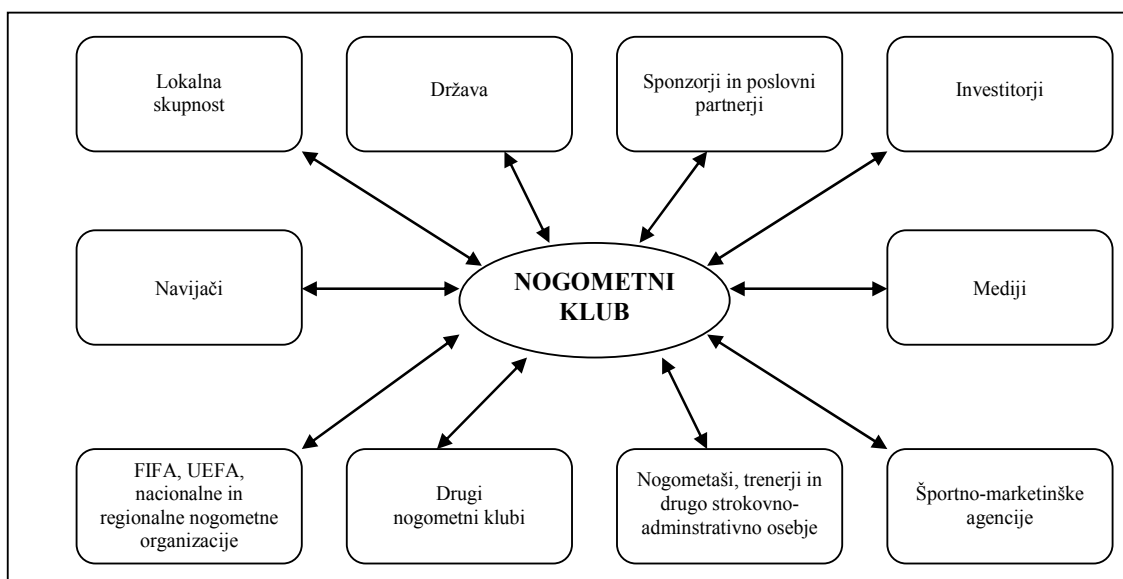 Lokalna
skupnost
Država
Sponzorji in poslovni
partnerji
Investitorji
Navijači
NOGOMETNI
KLUB
Mediji
FIFA, UEFA,
nacionalne in
regionalne nogometne
organizacije
Drugi
nogometni klubi
Nogometaši, trenerji in
drugo strokovno-
adminstrativno osebje
Športno-marketinške
agencije